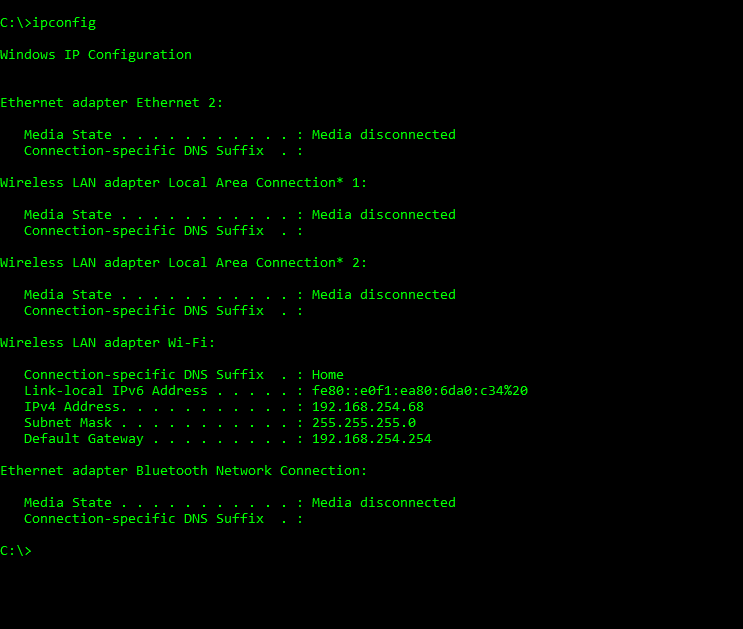 C:\>ipconfig
Windows IP Configuration
Ethernet adapter Ethernet 2:
   Media State . . . . . . . . . . . : Media disconnected
   Connection-specific DNS Suffix  . :
Wireless LAN adapter Local Area Connection* 1:
   Media State . . . . . . . . . . . : Media disconnected
   Connection-specific DNS Suffix  . :
Wireless LAN adapter Local Area Connection* 2:
   Media State . . . . . . . . . . . : Media disconnected
   Connection-specific DNS Suffix  . :
Wireless LAN adapter Wi-Fi:
   Connection-specific DNS Suffix  . : Home
   Link-local IPv6 Address . . . . . : fe80::e0f1:ea80:6da0:c34%20
   IPv4 Address. . . . . . . . . . . : 192.168.254.68
   Subnet Mask . . . . . . . . . . . : 255.255.255.0
   Default Gateway . . . . . . . . . : 192.168.254.254
Ethernet adapter Bluetooth Network Connection:
   Media State . . . . . . . . . . . : Media disconnected
   Connection-specific DNS Suffix  . :
C:\>